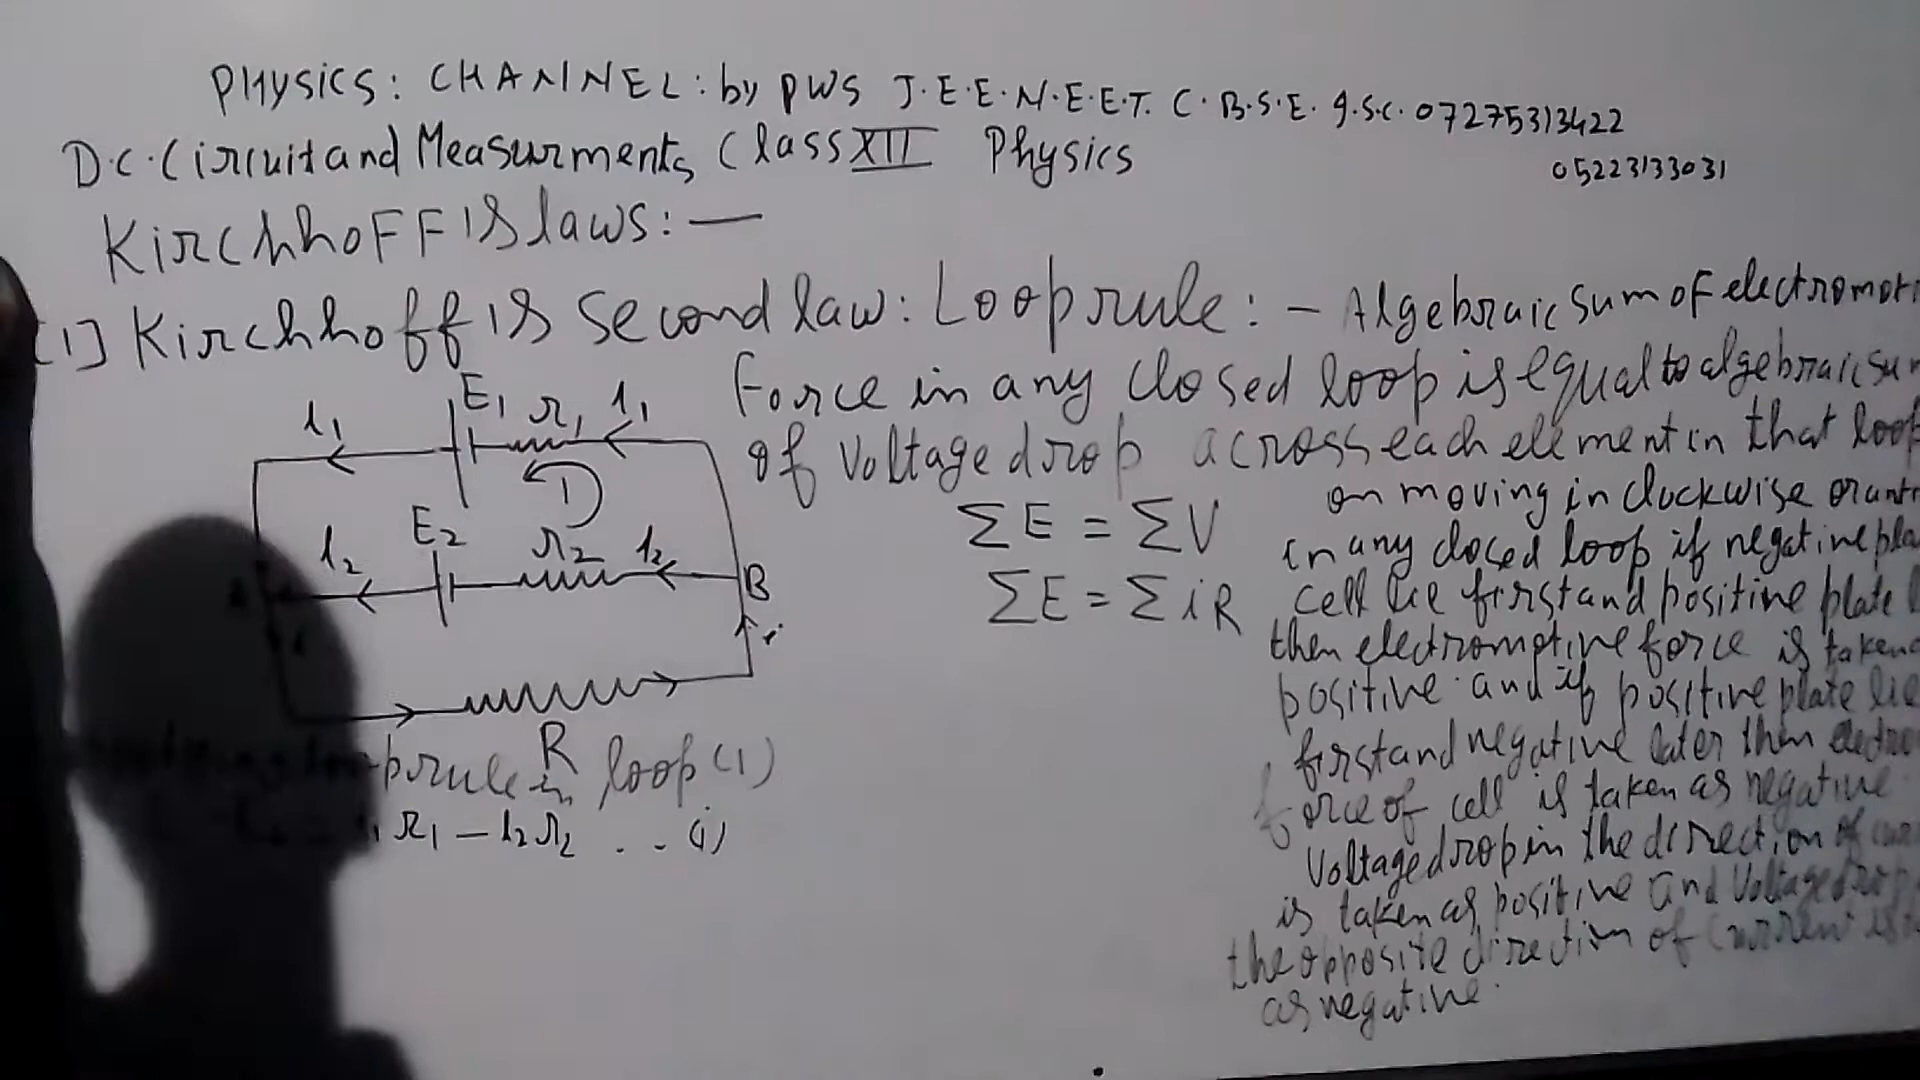 PHYSICS: CHANNEL: by PWS J.E.E.N.E.E.T. C.B.S.E. I.S.C. 07275313422
05223133031
D.C. Circuit and Measurments Class XII Physics
Kirchhoff's laws: —
[1] Kirchhoff's second law: Loop rule: - Algebraic sum of electromoti
Force in any closed loop is equal to algebraic su
of Voltage drop across each element in that loop
on moving in clockwise or anti
in any closed loop if negative pla
cell lie first and positive plate l
then electromotive force is taken
positive and if positive plate lie
first and negative later then electro
force of cell is taken as negative
Voltage drop in the direction of curr
is taken as positive and Voltage drop
the opposite direction of Current is
as negative.
ΣE = ΣV
ΣE = ΣiR
E1 r1 i1
i1
1
E2 r2 i2
i2
B
i
R
rule in loop (1)
r1 - i2r2 ... (i)